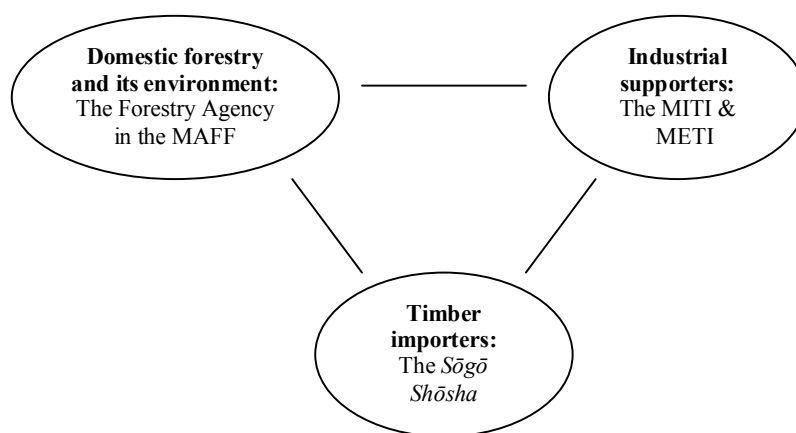 Domestic forestry
and its environment:
The Forestry Agency
in the MAFF
Industrial
supporters:
The MITI &
METI
Timber
importers:
The Sōgō
Shōsha